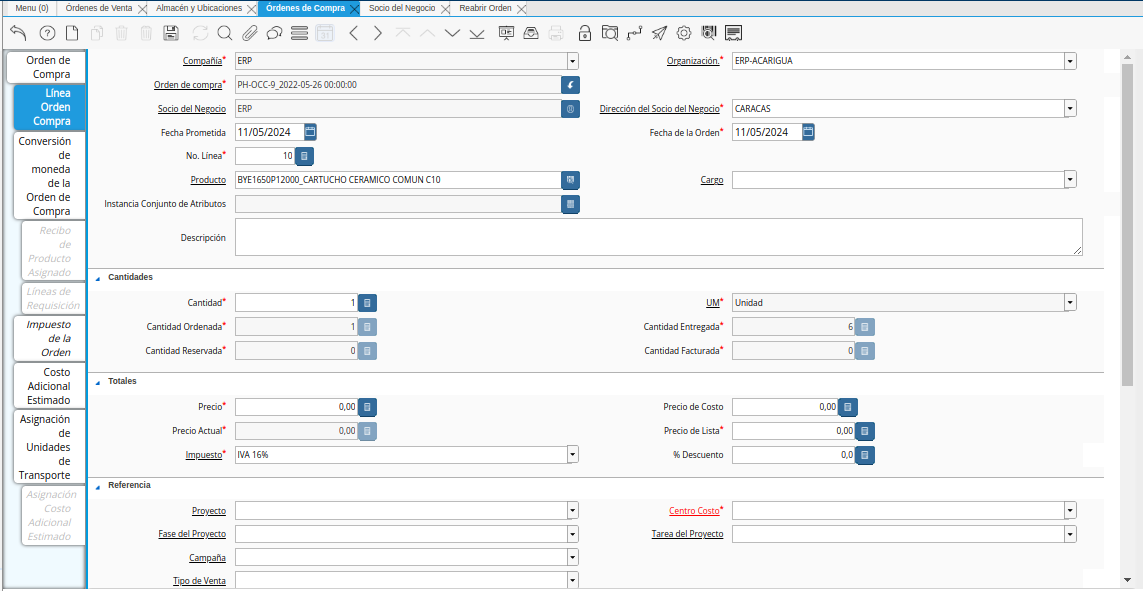 Menu (0) Órdenes de Venta Almacén y Ubicaciones Órdenes de Compra Socio del Negocio Reabrir Orden
Orden de
Compra
Línea
Orden
Compra
Conversión
de
moneda
de la
Orden de
Compra
Recibo
de
Producto
Asignado
Líneas de
Requisición
Impuesto
de la
Orden
Costo
Adicional
Estimado
Asignación
de
Unidades
de
Transporte
Asignación
Costo
Adicional
Estimado
Compañía* ERP Organización.* ERP-ACARIGUA
Orden de compra* PH-OCC-9_2022-05-26 00:00:00
Socio del Negocio ERP Dirección del Socio del Negocio* CARACAS
Fecha Prometida 11/05/2024 Fecha de la Orden* 11/05/2024
No. Línea* 10
Producto BYE1650P12000_CARTUCHO CERAMICO COMUN C10 Cargo
Instancia Conjunto de Atributos
Descripción
Cantidades
Cantidad* 1 UM* Unidad
Cantidad Ordenada* 1 Cantidad Entregada* 6
Cantidad Reservada* 0 Cantidad Facturada* 0
Totales
Precio* 0,00 Precio de Costo 0,00
Precio Actual* 0,00 Precio de Lista* 0,00
Impuesto* IVA 16% % Descuento 0,0
Referencia
Proyecto Centro Costo*
Fase del Proyecto Tarea del Proyecto
Campaña
Tipo de Venta